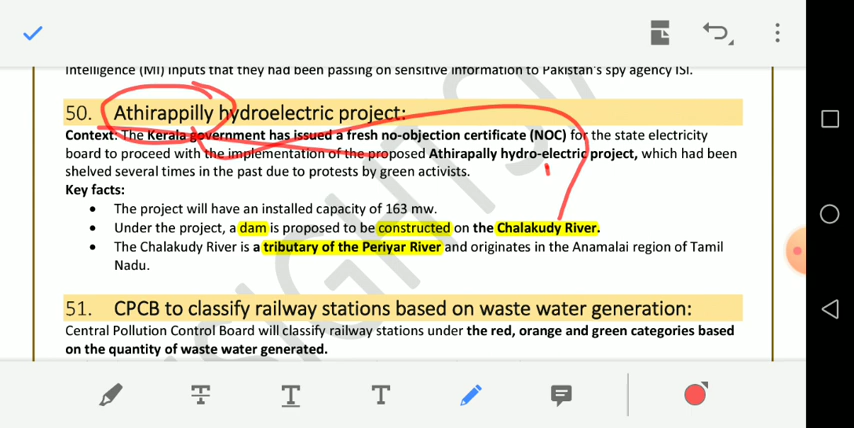 Intelligence (MI) inputs that they had been passing on sensitive information to Pakistan's spy agency ISI.
50. Athirappilly hydroelectric project:
Context: The Kerala government has issued a fresh no-objection certificate (NOC) for the state electricity
board to proceed with the implementation of the proposed Athirapally hydro-electric project, which had been
shelved several times in the past due to protests by green activists.
Key facts:
• The project will have an installed capacity of 163 mw.
• Under the project, a dam is proposed to be constructed on the Chalakudy River.
• The Chalakudy River is a tributary of the Periyar River and originates in the Anamalai region of Tamil
Nadu.
51. CPCB to classify railway stations based on waste water generation:
Central Pollution Control Board will classify railway stations under the red, orange and green categories based
on the quantity of waste water generated.